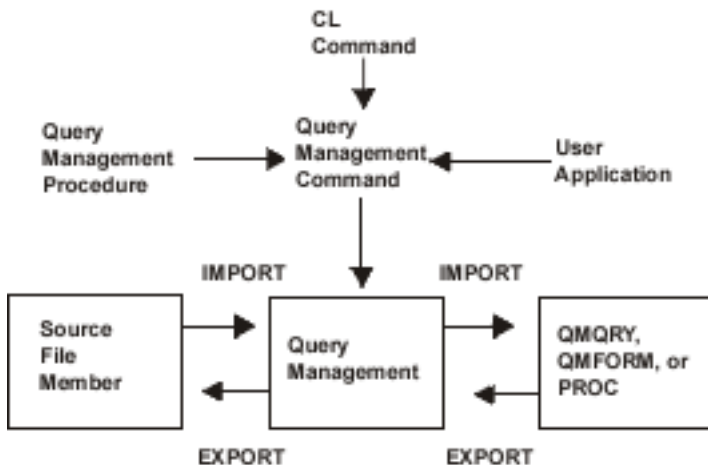 CL
Command
Query
Management
Procedure
Query
Management
Command
User
Application
IMPORT
IMPORT
Source
File
Member
Query
Management
QMQRY,
QMFORM, or
PROC
EXPORT
EXPORT